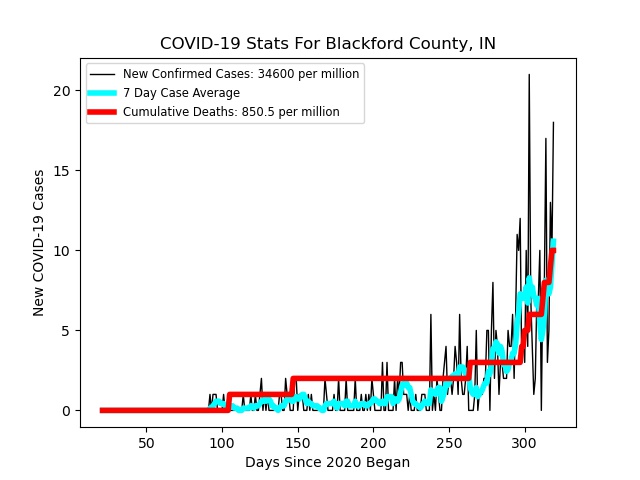 COVID-19 Stats For Blackford County, IN
New Confirmed Cases: 34600 per million
7 Day Case Average
Cumulative Deaths: 850.5 per million
New COVID-19 Cases
20
15
10
5
0
50 100 150 200 250 300
Days Since 2020 Began